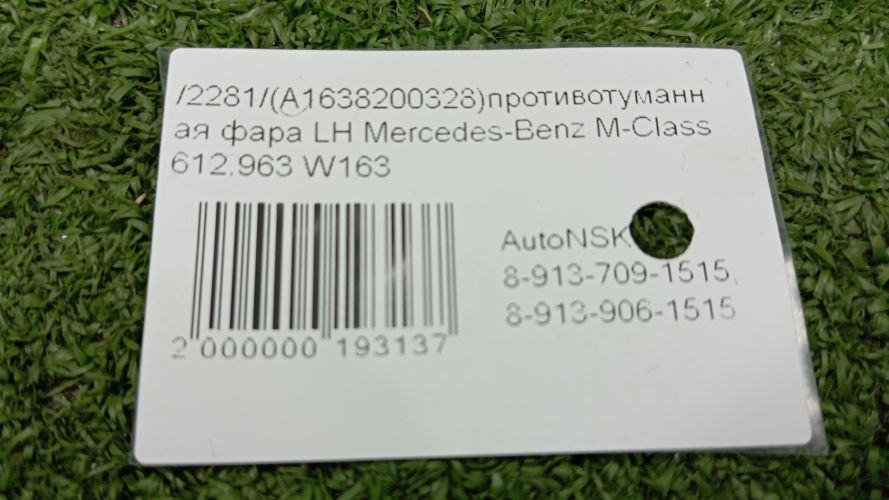 /2281/(A1638200328)противотуманн
ая фара LH Mercedes-Benz M-Class
612.963 W163
AutoNSK
8-913-709-1515,
8-913-906-1515
2 000000 193137